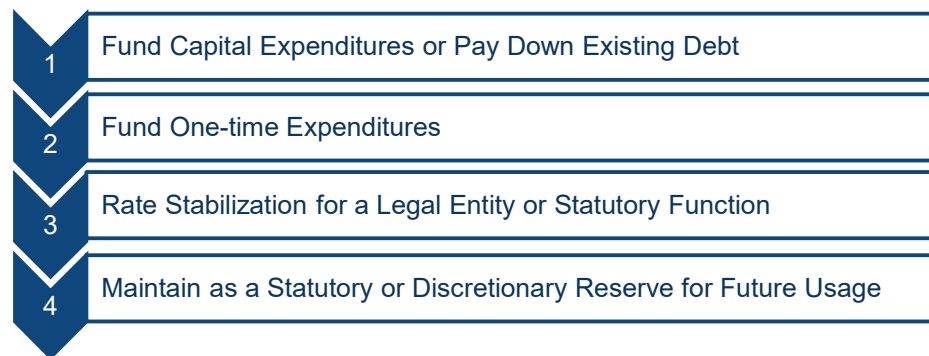 1 Fund Capital Expenditures or Pay Down Existing Debt
2 Fund One-time Expenditures
3 Rate Stabilization for a Legal Entity or Statutory Function
4 Maintain as a Statutory or Discretionary Reserve for Future Usage